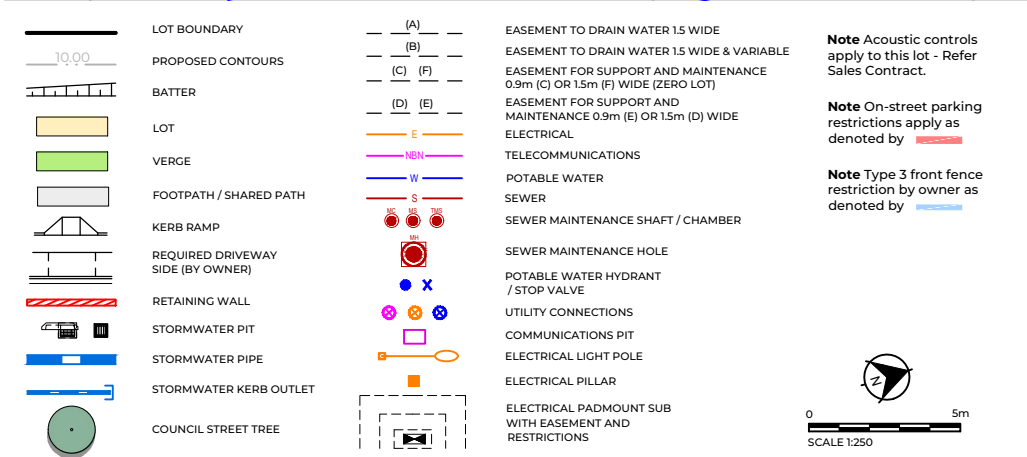 LOT BOUNDARY
10.00
PROPOSED CONTOURS
BATTER
LOT
VERGE
FOOTPATH / SHARED PATH
KERB RAMP
REQUIRED DRIVEWAY
SIDE (BY OWNER)
RETAINING WALL
STORMWATER PIT
STORMWATER PIPE
STORMWATER KERB OUTLET
COUNCIL STREET TREE
(A)
EASEMENT TO DRAIN WATER 1.5 WIDE
(B)
EASEMENT TO DRAIN WATER 1.5 WIDE & VARIABLE
(C) (F)
EASEMENT FOR SUPPORT AND MAINTENANCE
0.9m (C) OR 1.5m (F) WIDE (ZERO LOT)
(D) (E)
EASEMENT FOR SUPPORT AND
MAINTENANCE 0.9m (E) OR 1.5m (D) WIDE
E
ELECTRICAL
NBN
TELECOMMUNICATIONS
W
POTABLE WATER
S
SEWER
MC MS TMS
SEWER MAINTENANCE SHAFT / CHAMBER
MH
SEWER MAINTENANCE HOLE
POTABLE WATER HYDRANT
/ STOP VALVE
UTILITY CONNECTIONS
COMMUNICATIONS PIT
ELECTRICAL LIGHT POLE
ELECTRICAL PILLAR
ELECTRICAL PADMOUNT SUB
WITH EASEMENT AND
RESTRICTIONS
Note Acoustic controls
apply to this lot - Refer
Sales Contract.
Note On-street parking
restrictions apply as
denoted by
Note Type 3 front fence
restriction by owner as
denoted by
N
0 5m
SCALE 1:250